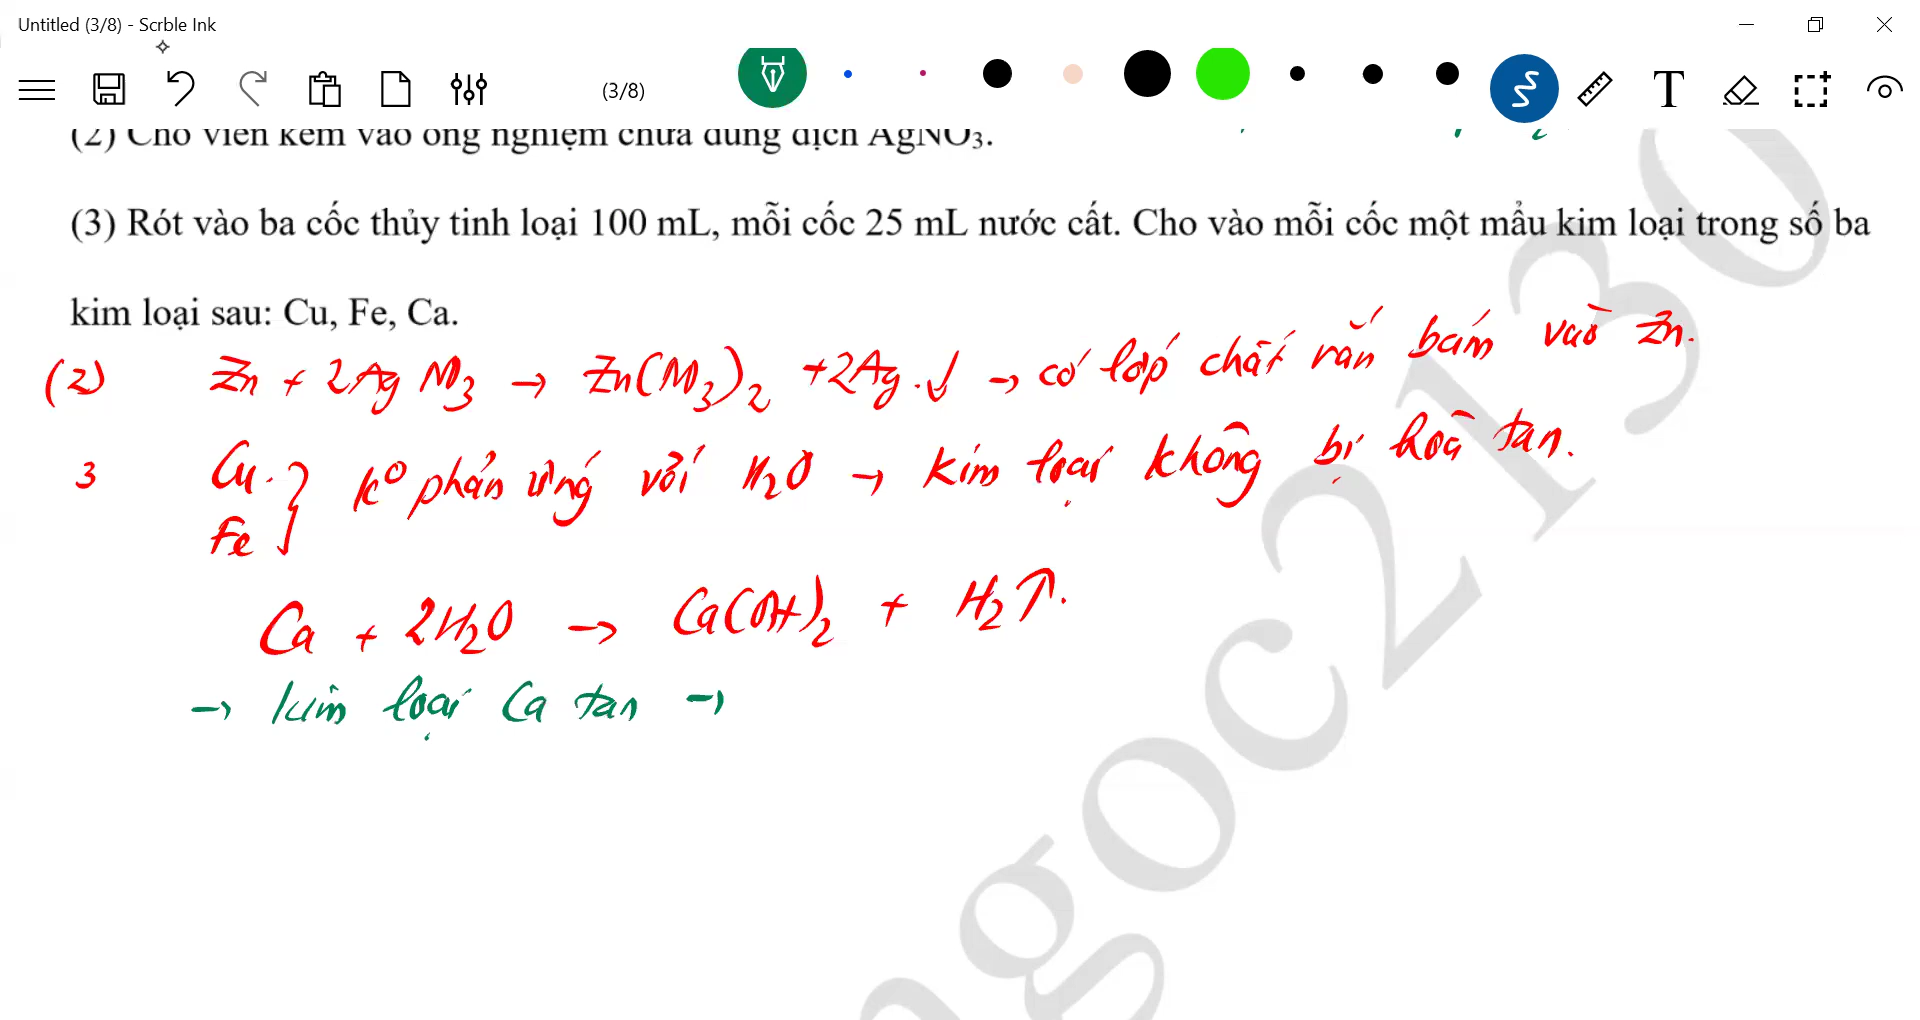 Untitled (3/8) - Scrble Ink
(3/8)
T
(2) Cho viên kẽm vào ống nghiệm chứa dung dịch AgNO₃.
(3) Rót vào ba cốc thủy tinh loại 100 mL, mỗi cốc 25 mL nước cất. Cho vào mỗi cốc một mẩu kim loại trong số ba
kim loại sau: Cu, Fe, Ca.
(2) Zn + 2AgNO₃ → Zn(NO₃)₂ + 2Ag.↓ → có lớp chất rắn bám vào Zn.
3 Cu. } k⁰ phản ứng với H₂O → kim loại không bị hoà tan.
Fe
Ca + 2H₂O → Ca(OH)₂ + H₂↑.
→ kim loại Ca tan →
ngoc2130